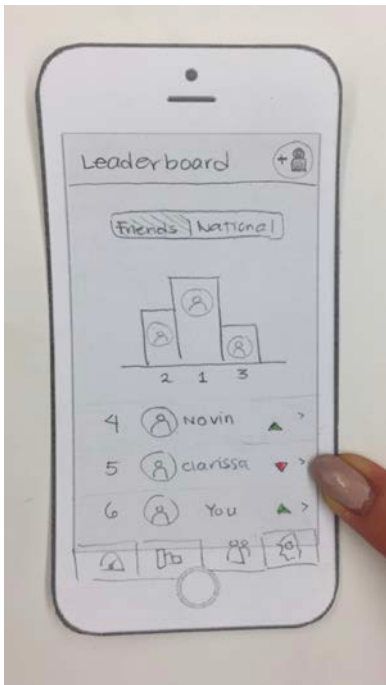 Leaderboard +
Friends National
2 1 3
4 Novin >
5 clarissa >
6 You >